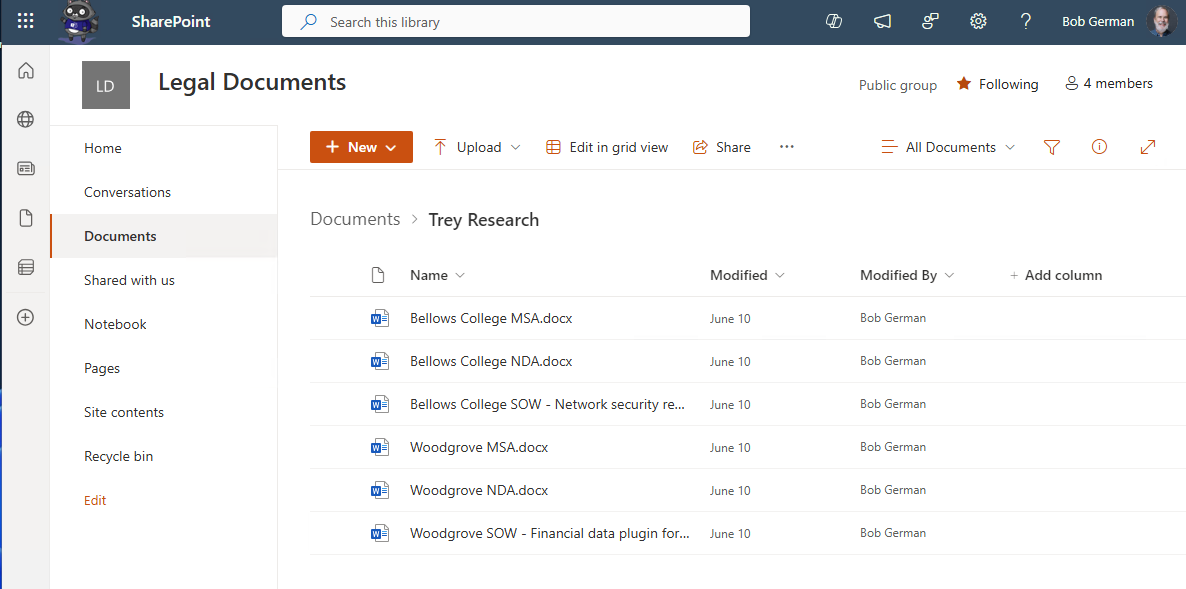 SharePoint
Search this library
Bob German
LD
Legal Documents
Public group
Following
4 members
Home
Conversations
Documents
Shared with us
Notebook
Pages
Site contents
Recycle bin
Edit
New
Upload
Edit in grid view
Share
All Documents
Documents > Trey Research
Name Modified Modified By + Add column
Bellows College MSA.docx June 10 Bob German
Bellows College NDA.docx June 10 Bob German
Bellows College SOW - Network security re... June 10 Bob German
Woodgrove MSA.docx June 10 Bob German
Woodgrove NDA.docx June 10 Bob German
Woodgrove SOW - Financial data plugin for... June 10 Bob German